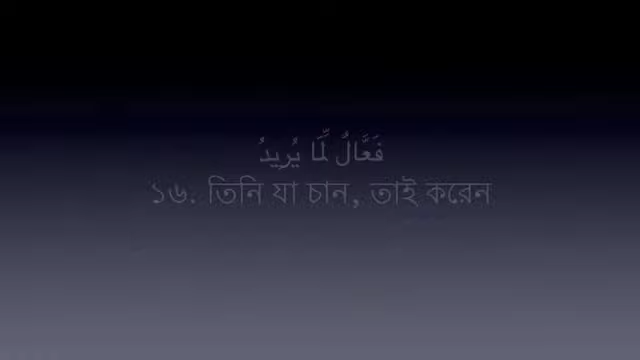 فَعَّالٌ لِّمَا يُرِيدُ
১৬. তিনি যা চান, তাই করেন